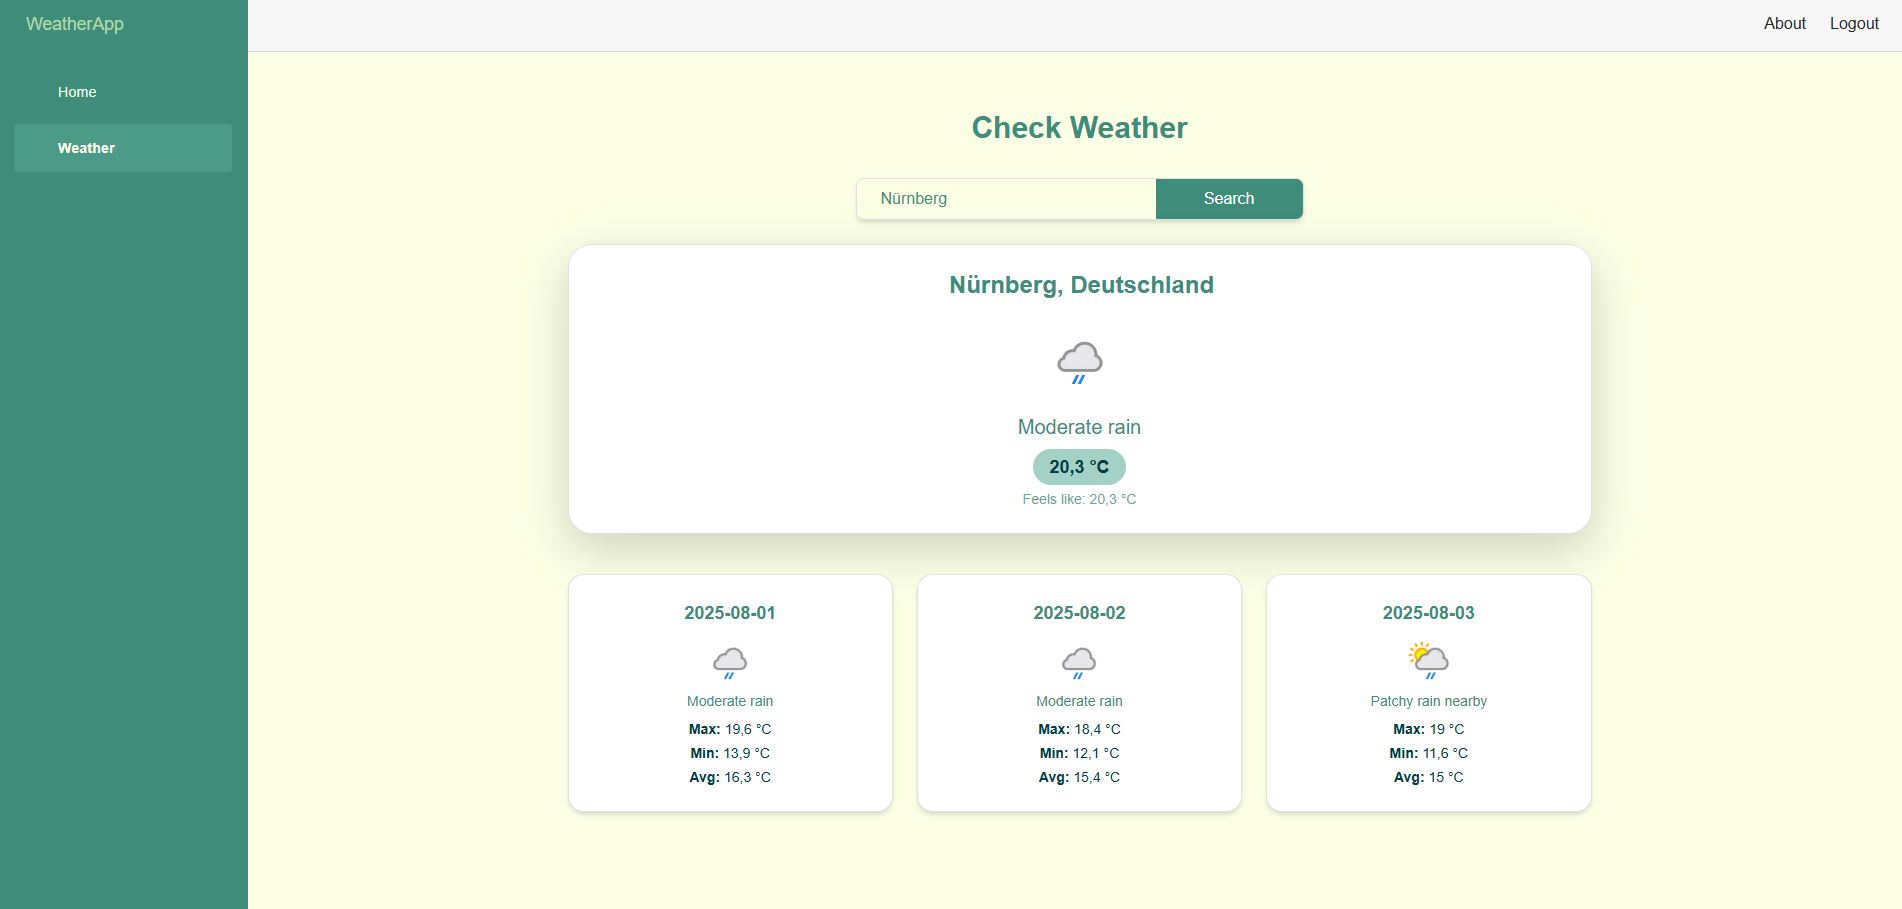 WeatherApp
About
Logout
Home
Weather
Check Weather
Nürnberg
Search
Nürnberg, Deutschland
Moderate rain
20,3 °C
Feels like: 20,3 °C
2025-08-01
Moderate rain
Max: 19,6 °C
Min: 13,9 °C
Avg: 16,3 °C
2025-08-02
Moderate rain
Max: 18,4 °C
Min: 12,1 °C
Avg: 15,4 °C
2025-08-03
Patchy rain nearby
Max: 19 °C
Min: 11,6 °C
Avg: 15 °C